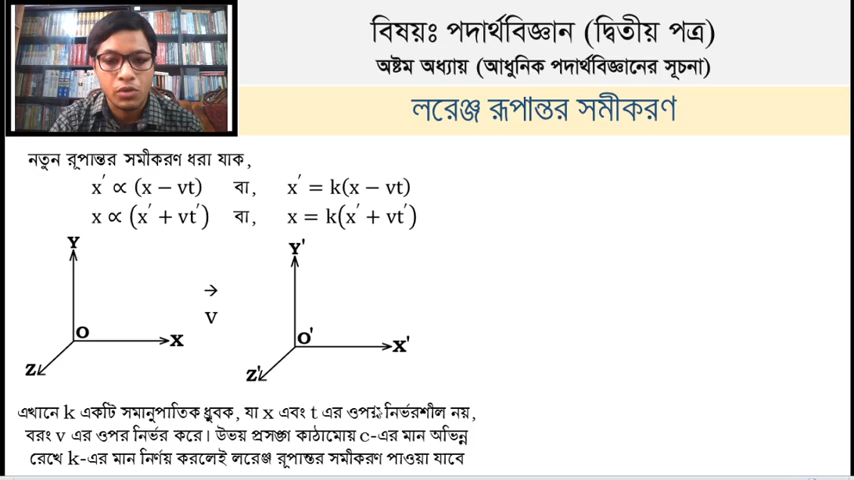 বিষয়ঃ পদার্থবিজ্ঞান (দ্বিতীয় পত্র)
অষ্টম অধ্যায় (আধুনিক পদার্থবিজ্ঞানের সূচনা)
লরেঞ্জ রূপান্তর সমীকরণ
নতুন রূপান্তর সমীকরণ ধরা যাক,
x′ ∝ (x − vt) বা, x′ = k(x − vt)
x ∝ (x′ + vt′) বা, x = k(x′ + vt′)
Y Y'
→
V
O O'
X X'
Z Z'
এখানে k একটি সমানুপাতিক ধ্রুবক, যা x এবং t এর ওপর নির্ভরশীল নয়,
বরং v এর ওপর নির্ভর করে। উভয় প্রসঙ্গ কাঠামোয় c-এর মান অভিন্ন
রেখে k-এর মান নির্ণয় করলেই লরেঞ্জ রূপান্তর সমীকরণ পাওয়া যাবে